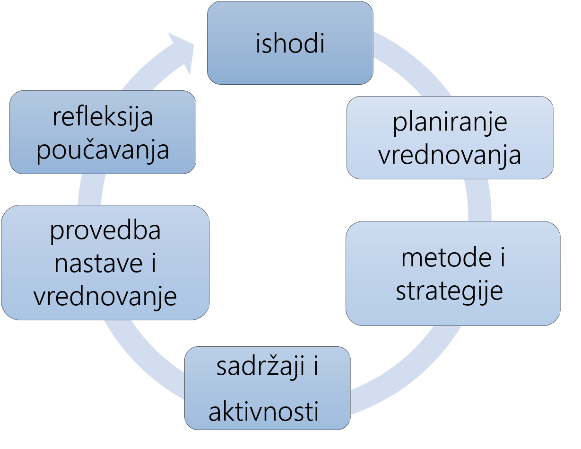 ishodi
planiranje
vrednovanja
metode i
strategije
sadržaji i
aktivnosti
provedba
nastave i
vrednovanje
refleksija
poučavanja